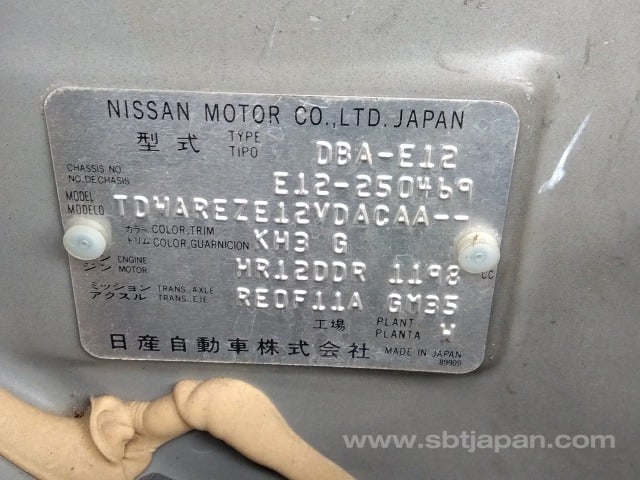 NISSAN MOTOR CO., LTD. JAPAN
型式 TYPE TIPO DBA-E12
CHASSIS NO. NO. DE CHASIS E12-250469
MODEL MODELO TDWAREZE12VDACAA--
カラー COLOR, TRIM トリム COLOR, GUARNICION KH3 G
ン ENGINE ジン MOTOR HR12DDR 1198 CC
ミッション TRANS. AXLE アクスル TRANS., EJE RE0F11A GM35
工場 PLANT PLANTA W
日産自動車株式会社 MADE IN JAPAN
89909
www.sbtjapan.com